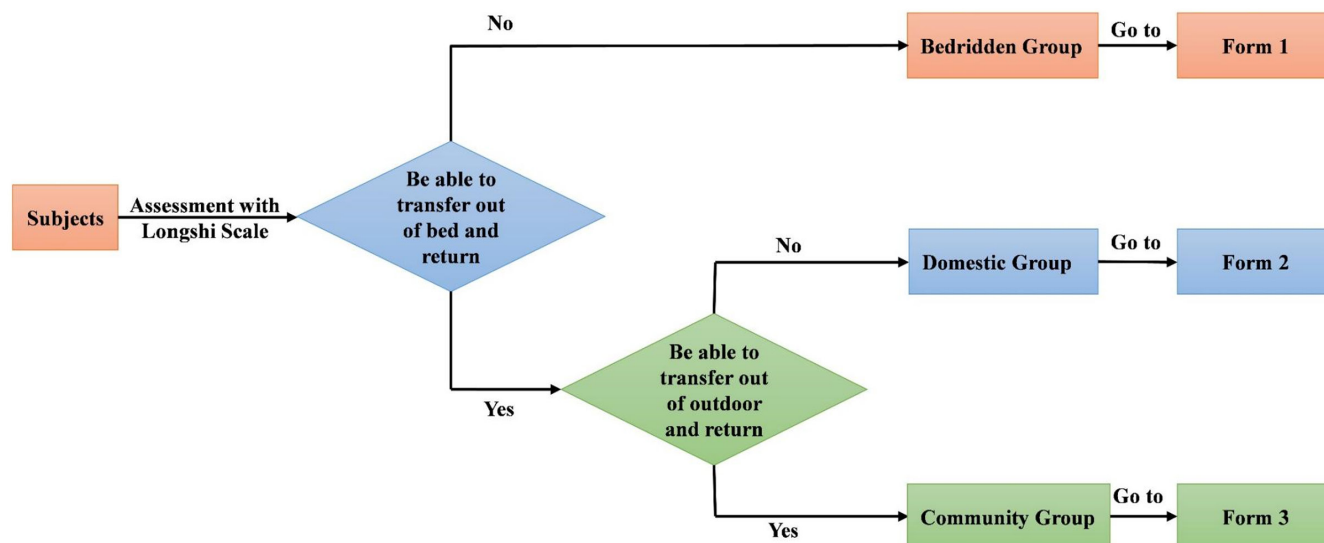 No
Bedridden Group
Go to
Form 1
Subjects
Assessment with
Longshi Scale
Be able to
transfer out
of bed and
return
No
Domestic Group
Go to
Form 2
Yes
Be able to
transfer out
of outdoor
and return
Yes
Community Group
Go to
Form 3